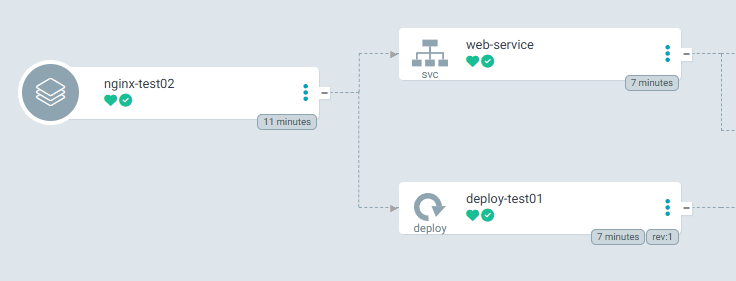 nginx-test02
11 minutes
web-service
svc
7 minutes
deploy-test01
deploy
7 minutes
rev:1